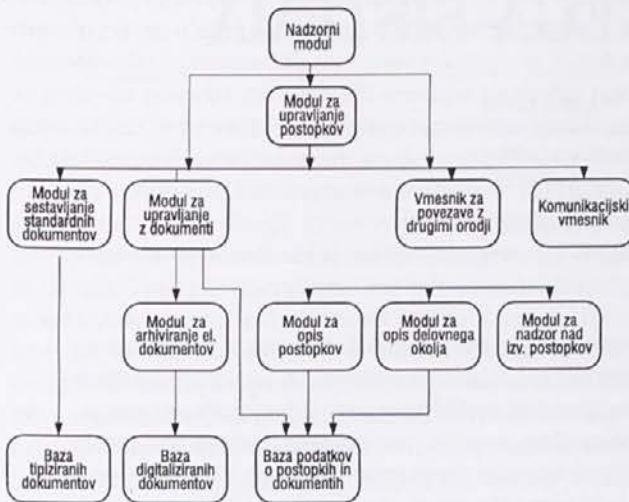 Nadzorni
modul
Modul za
upravljanje
postopkov
Modul za
sestavljanje
standardnih
dokumentov
Modul za
upravljanje
z dokumenti
Vmesnik za
povezave z
drugimi orodji
Komunikacijski
vmesnik
Modul za
arhiviranje el.
dokumentov
Modul za
opis
postopkov
Modul za
opis delovnega
okolja
Modul za
nadzor nad
izv. postopkov
Baza
tipiziranih
dokumentov
Baza
digitaliziranih
dokumentov
Baza podatkov
o postopkih in
dokumentih